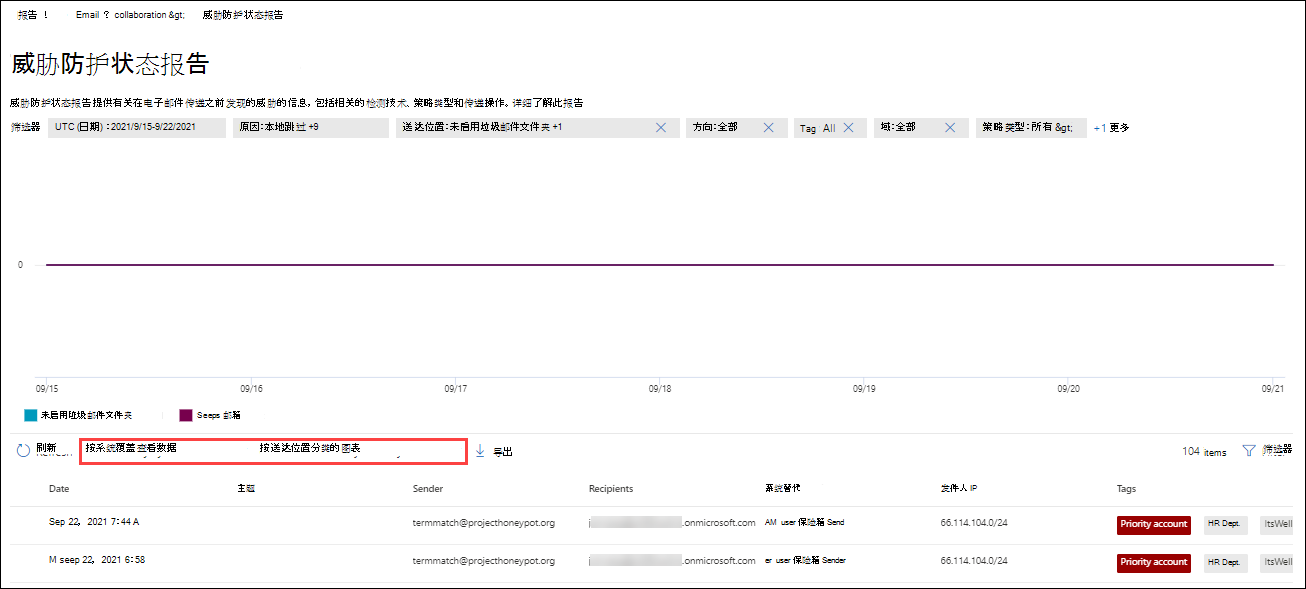 报告 ! Email ? collaboration &gt; 威胁防护状态报告
威胁防护状态报告
威胁防护状态报告提供有关在电子邮件传递之前发现的威胁的信息, 包括相关的检测技术、策略类型和传递操作。详细了解此报告
筛选器 UTC (日期) : 2021/9/15-9/22/2021 原因: 本地跳过 +9 送达位置: 未启用垃圾邮件文件夹 +1 方向: 全部 Tag All 域: 全部 策略类型: 所有 &gt; +1 更多
0
09/15 09/16 09/17 09/18 09/19 09/20 09/21
未启用垃圾邮件文件夹 Seeps 邮箱
刷新 按系统覆盖查看数据 按送达位置分类的图表 导出 104 items 筛选器
Date 主题 Sender Recipients 系统替代 发件人 IP Tags
Sep 22, 2021 7: 44 A termmatch@projecthoneypot.org .onmicrosoft.com AM user 保险箱 Send 66.114.104.0/24 Priority account HR Dept. ItsWell
M seep 22, 2021 6: 58 termmatch@projecthoneypot.org .onmicrosoft.com er user 保险箱 Sender 66.114.104.0/24 Priority account HR Dept. ItsWell